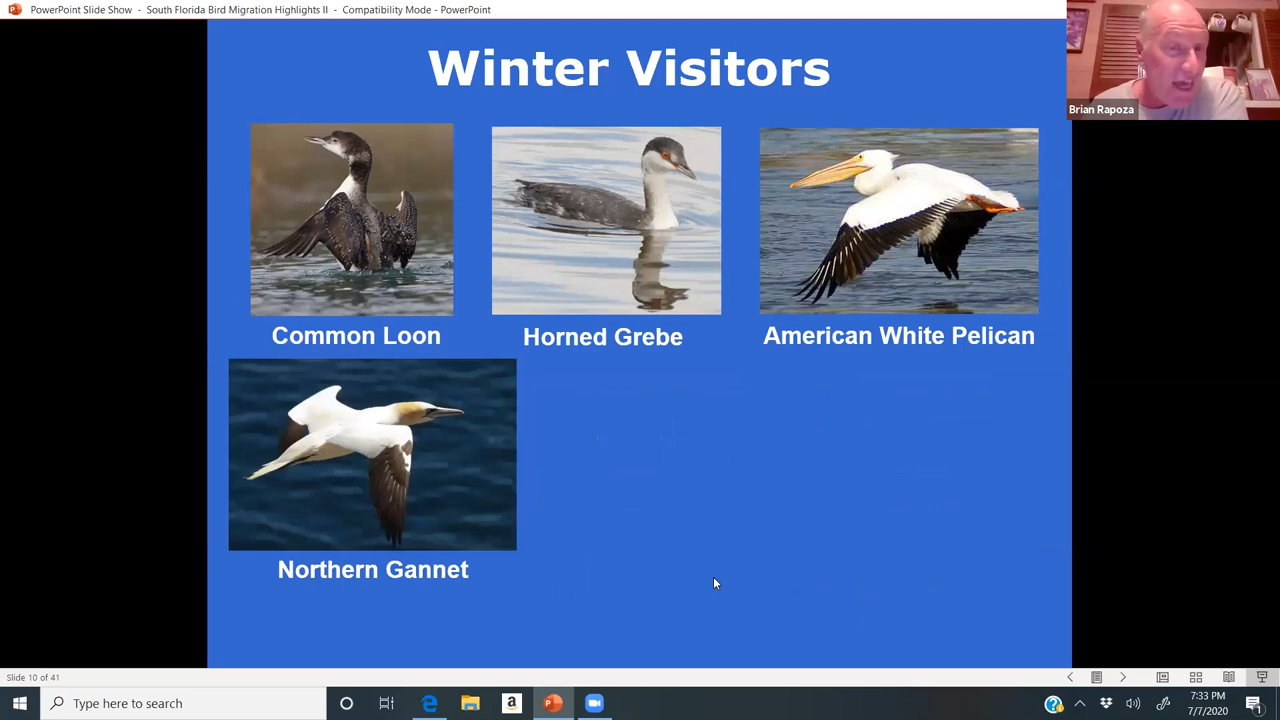 PowerPoint Slide Show - South Florida Bird Migration Highlights II - Compatibility Mode - PowerPoint
Winter Visitors
Brian Rapoza
Common Loon
Horned Grebe
American White Pelican
Northern Gannet
Slide 10 of 41
Type here to search
7:33 PM
7/7/2020